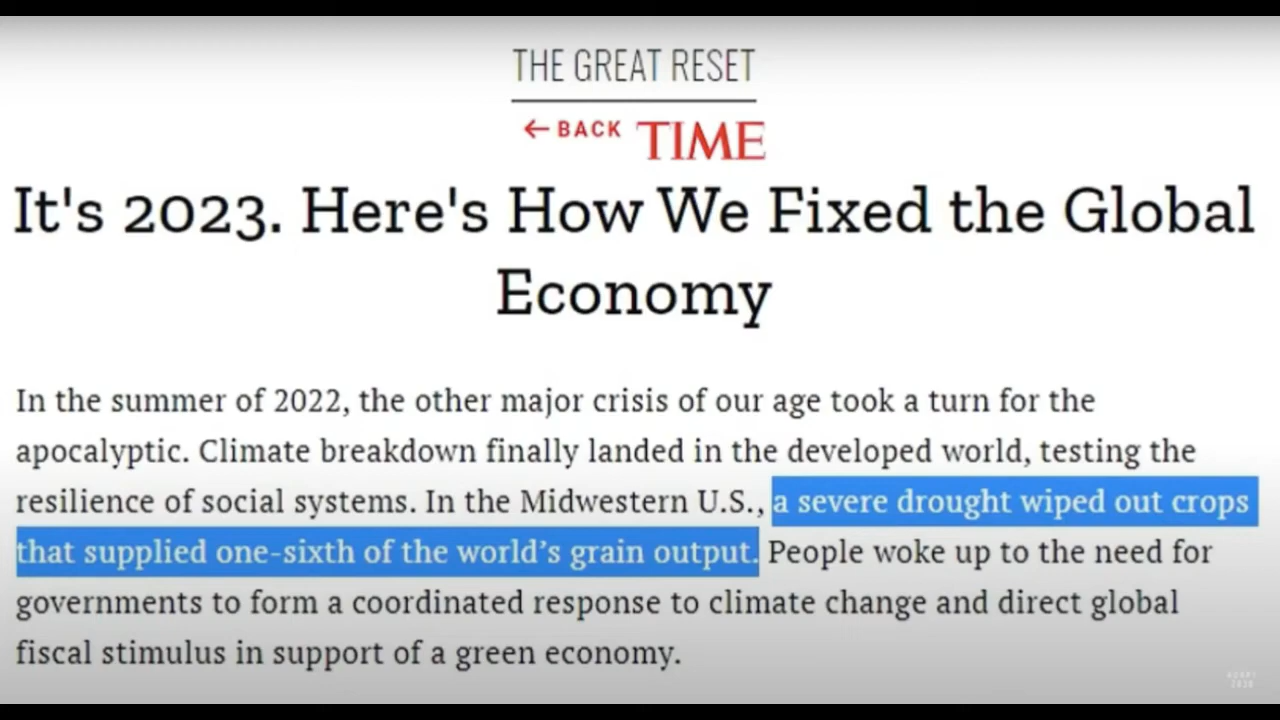 THE GREAT RESET
← BACK TIME
It's 2023. Here's How We Fixed the Global
Economy
In the summer of 2022, the other major crisis of our age took a turn for the
apocalyptic. Climate breakdown finally landed in the developed world, testing the
resilience of social systems. In the Midwestern U.S., a severe drought wiped out crops
that supplied one-sixth of the world’s grain output. People woke up to the need for
governments to form a coordinated response to climate change and direct global
fiscal stimulus in support of a green economy.